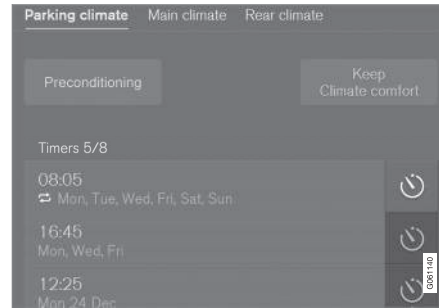 Parking climate Main climate Rear climate
Preconditioning
Keep
Climate comfort
Timers 5/8
08:05
Mon, Tue, Wed, Fri, Sat, Sun
16:45
Mon, Wed, Fri
12:25
Mon 24 Dec
G061140